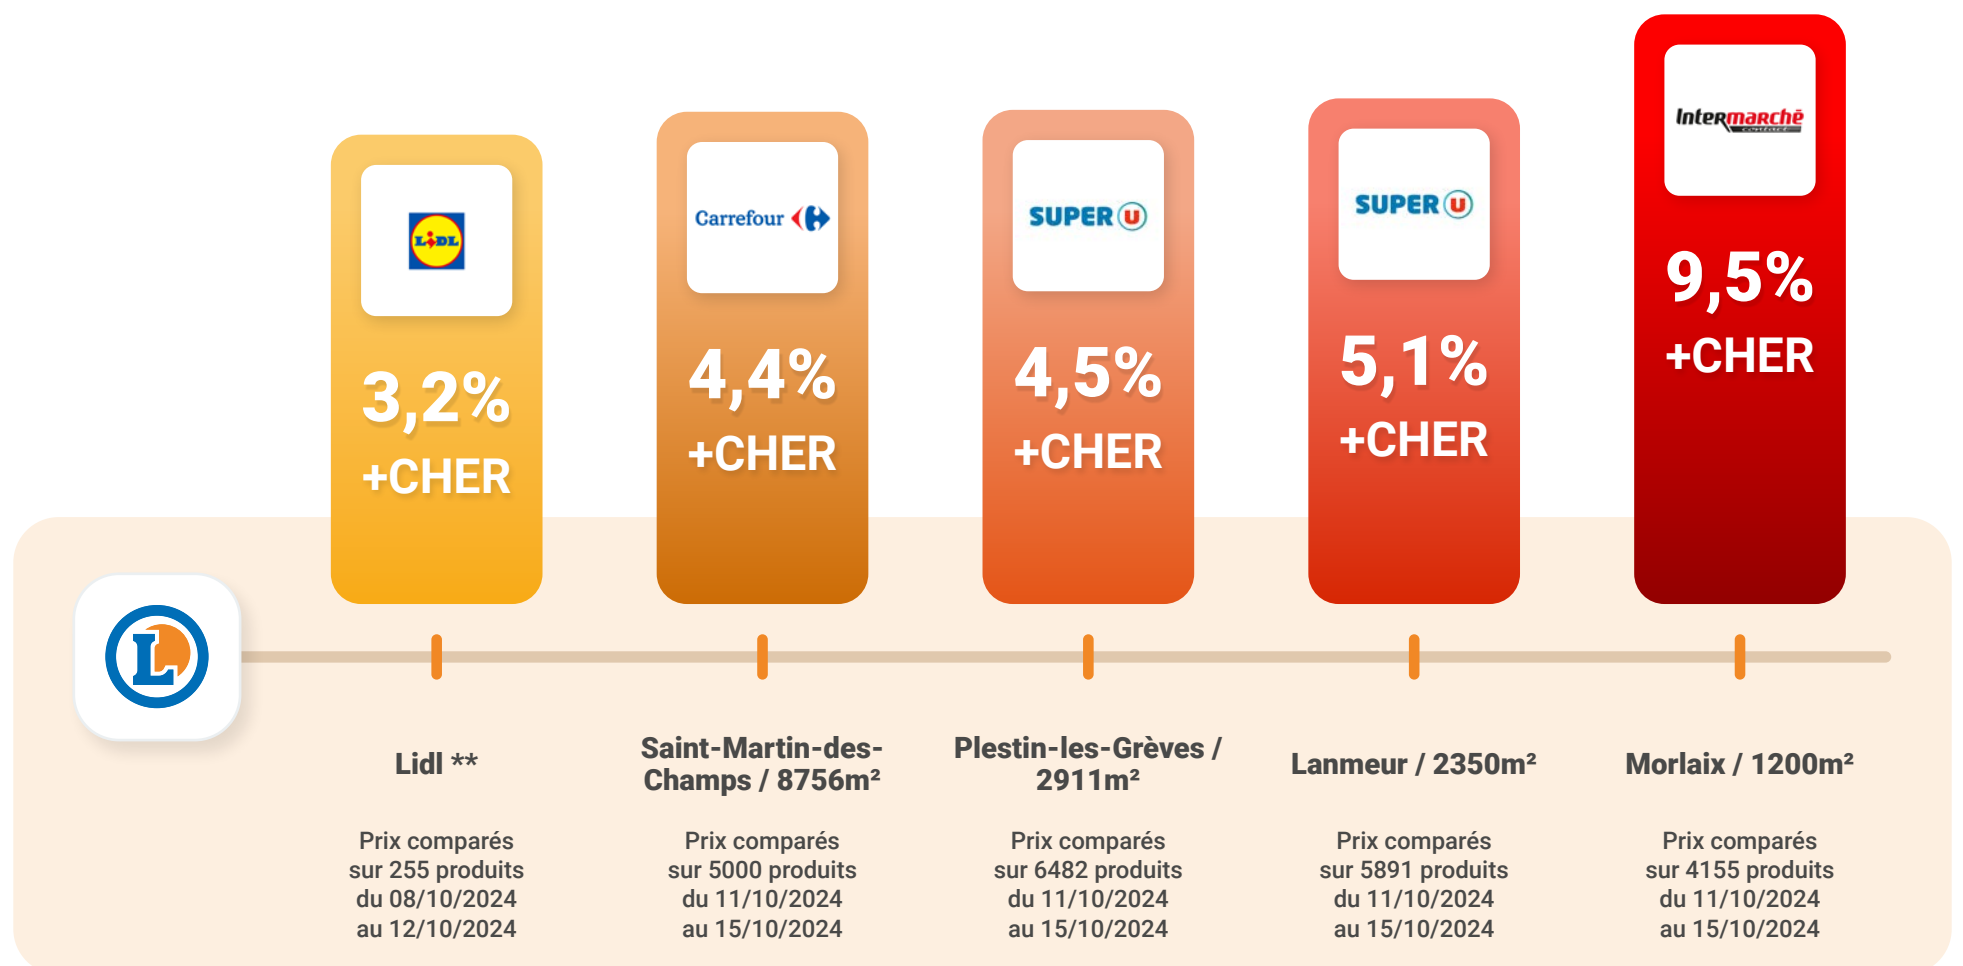 LIDL
3,2%
+CHER
Carrefour
4,4%
+CHER
SUPER U
4,5%
+CHER
SUPER U
5,1%
+CHER
Intermarchē
contact
9,5%
+CHER
L
Lidl **
Prix comparés
sur 255 produits
du 08/10/2024
au 12/10/2024
Saint-Martin-des-
Champs / 8756m²
Prix comparés
sur 5000 produits
du 11/10/2024
au 15/10/2024
Plestin-les-Grèves /
2911m²
Prix comparés
sur 6482 produits
du 11/10/2024
au 15/10/2024
Lanmeur / 2350m²
Prix comparés
sur 5891 produits
du 11/10/2024
au 15/10/2024
Morlaix / 1200m²
Prix comparés
sur 4155 produits
du 11/10/2024
au 15/10/2024